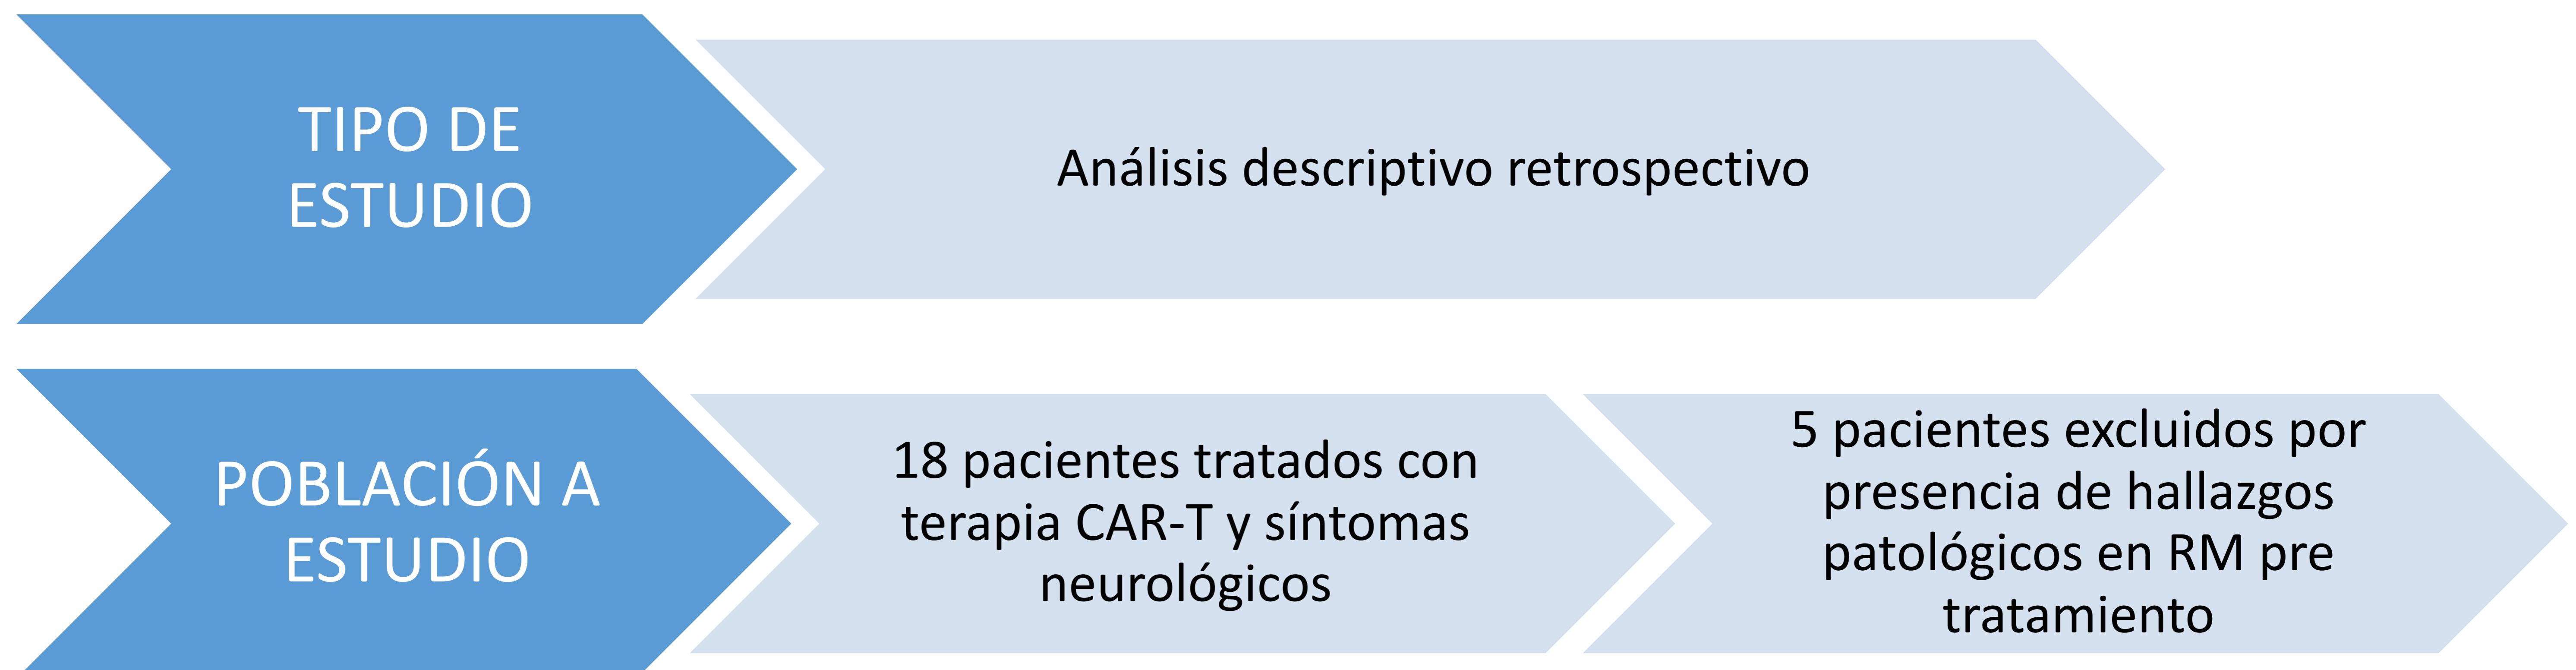 TIPO DE
ESTUDIO
Análisis descriptivo retrospectivo
POBLACIÓN A
ESTUDIO
18 pacientes tratados con
terapia CAR-T y síntomas
neurológicos
5 pacientes excluidos por
presencia de hallazgos
patológicos en RM pre
tratamiento